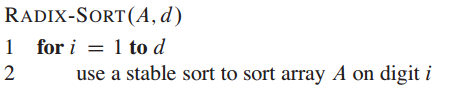 RADIX-SORT(A, d)
1 for i = 1 to d
2 use a stable sort to sort array A on digit i